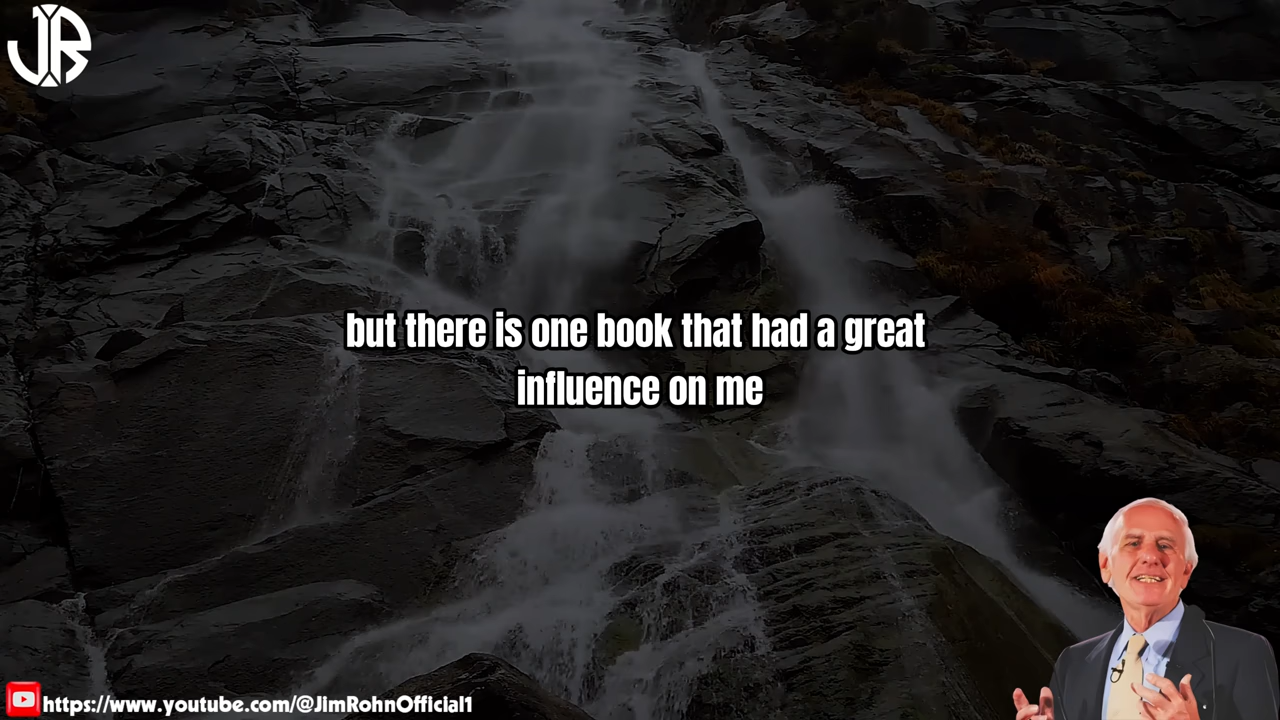 JR
but there is one book that had a great
influence on me
https://www.youtube.com/@JimRohnOfficial1